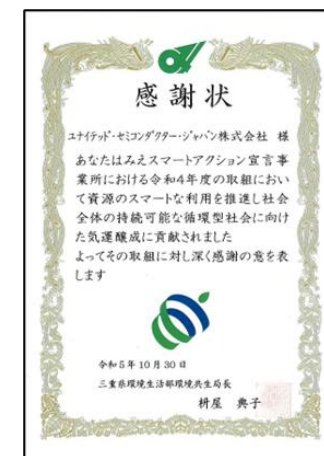 感謝状
ユナイテッド・セミコンダクター・ジャパン株式会社 様
あなたはみえスマートアクション宣言事
業所における令和4年度の取組におい
て資源のスマートな利用を推進し社会
全体の持続可能な循環型社会に向け
た気運醸成に貢献されました
よってその取組に対し深く感謝の意を表
します
令和5年10月30日
三重県環境生活部環境共生局長
枡屋 典子